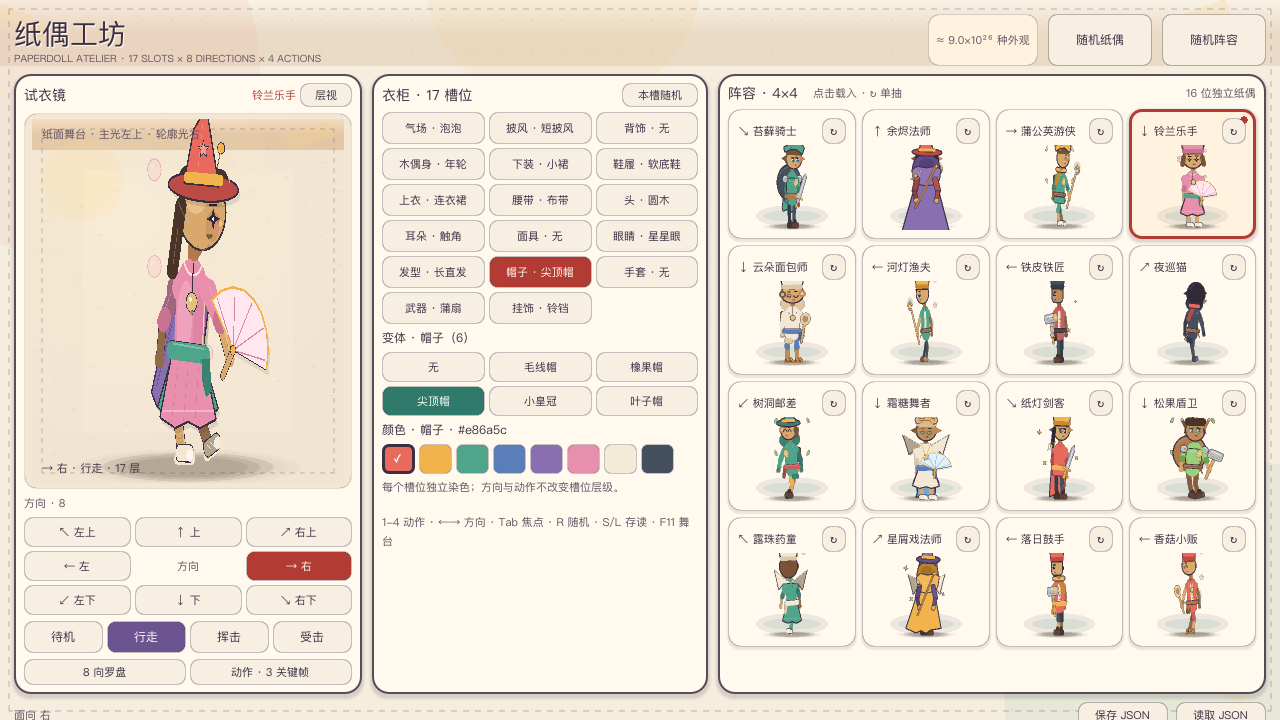 纸偶工坊
PAPERDOLL ATELIER · 17 SLOTS × 8 DIRECTIONS × 4 ACTIONS
≈ 9.0×10²⁶ 种外观
随机纸偶
随机阵容
试衣镜
铃兰乐手
层视
纸面舞台 · 主光左上 · 轮廓光右
→ 右 · 行走 · 17 层
方向 · 8
↖ 左上
↑ 上
↗ 右上
← 左
方向
→ 右
↙ 左下
↓ 下
↘ 右下
待机
行走
挥击
受击
8 向罗盘
动作 · 3 关键帧
衣柜 · 17 槽位
本槽随机
气场 · 泡泡
披风 · 短披风
背饰 · 无
木偶身 · 年轮
下装 · 小裙
鞋履 · 软底鞋
上衣 · 连衣裙
腰带 · 布带
头 · 圆木
耳朵 · 触角
面具 · 无
眼睛 · 星星眼
发型 · 长直发
帽子 · 尖顶帽
手套 · 无
武器 · 蒲扇
挂饰 · 铃铛
变体 · 帽子（6）
无
毛线帽
橡果帽
尖顶帽
小皇冠
叶子帽
颜色 · 帽子 · #e86a5c
✓
每个槽位独立染色；方向与动作不改变槽位层级。
1–4 动作 · ←→ 方向 · Tab 焦点 · R 随机 · S/L 存读 · F11 舞
台
阵容 · 4×4
点击载入 · ↻ 单抽
16 位独立纸偶
↘ 苔藓骑士 ↻
↑ 余烬法师 ↻
→ 蒲公英游侠 ↻
↓ 铃兰乐手 ↻
↓ 云朵面包师 ↻
← 河灯渔夫 ↻
← 铁皮铁匠 ↻
↗ 夜巡猫 ↻
↙ 树洞邮差 ↻
↓ 霜糖舞者 ↻
↘ 纸灯剑客 ↻
↓ 松果盾卫 ↻
↖ 露珠药童 ↻
↗ 星屑戏法师 ↻
← 落日鼓手 ↻
← 香菇小贩 ↻
面向 右
保存 JSON
读取 JSON